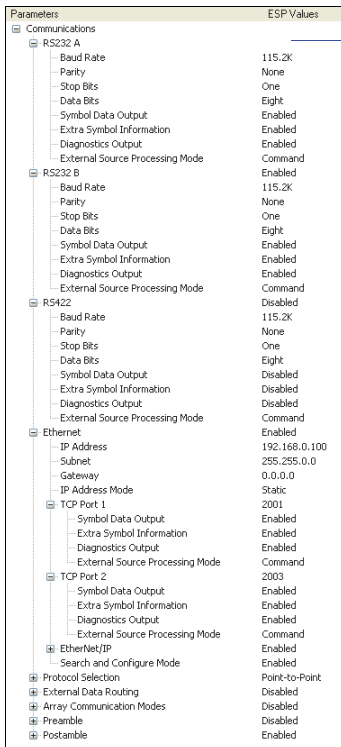 Parameters ESP Values
Communications
RS232 A
Baud Rate 115.2K
Parity None
Stop Bits One
Data Bits Eight
Symbol Data Output Enabled
Extra Symbol Information Enabled
Diagnostics Output Enabled
External Source Processing Mode Command
RS232 B Enabled
Baud Rate 115.2K
Parity None
Stop Bits One
Data Bits Eight
Symbol Data Output Enabled
Extra Symbol Information Enabled
Diagnostics Output Enabled
External Source Processing Mode Command
RS422 Disabled
Baud Rate 115.2K
Parity None
Stop Bits One
Data Bits Eight
Symbol Data Output Disabled
Extra Symbol Information Disabled
Diagnostics Output Disabled
External Source Processing Mode Command
Ethernet Enabled
IP Address 192.168.0.100
Subnet 255.255.0.0
Gateway 0.0.0.0
IP Address Mode Static
TCP Port 1 2001
Symbol Data Output Enabled
Extra Symbol Information Enabled
Diagnostics Output Enabled
External Source Processing Mode Command
TCP Port 2 2003
Symbol Data Output Enabled
Extra Symbol Information Enabled
Diagnostics Output Enabled
External Source Processing Mode Command
EtherNet/IP Enabled
Search and Configure Mode Enabled
Protocol Selection Point-to-Point
External Data Routing Disabled
Array Communication Modes Disabled
Preamble Disabled
Postamble Enabled